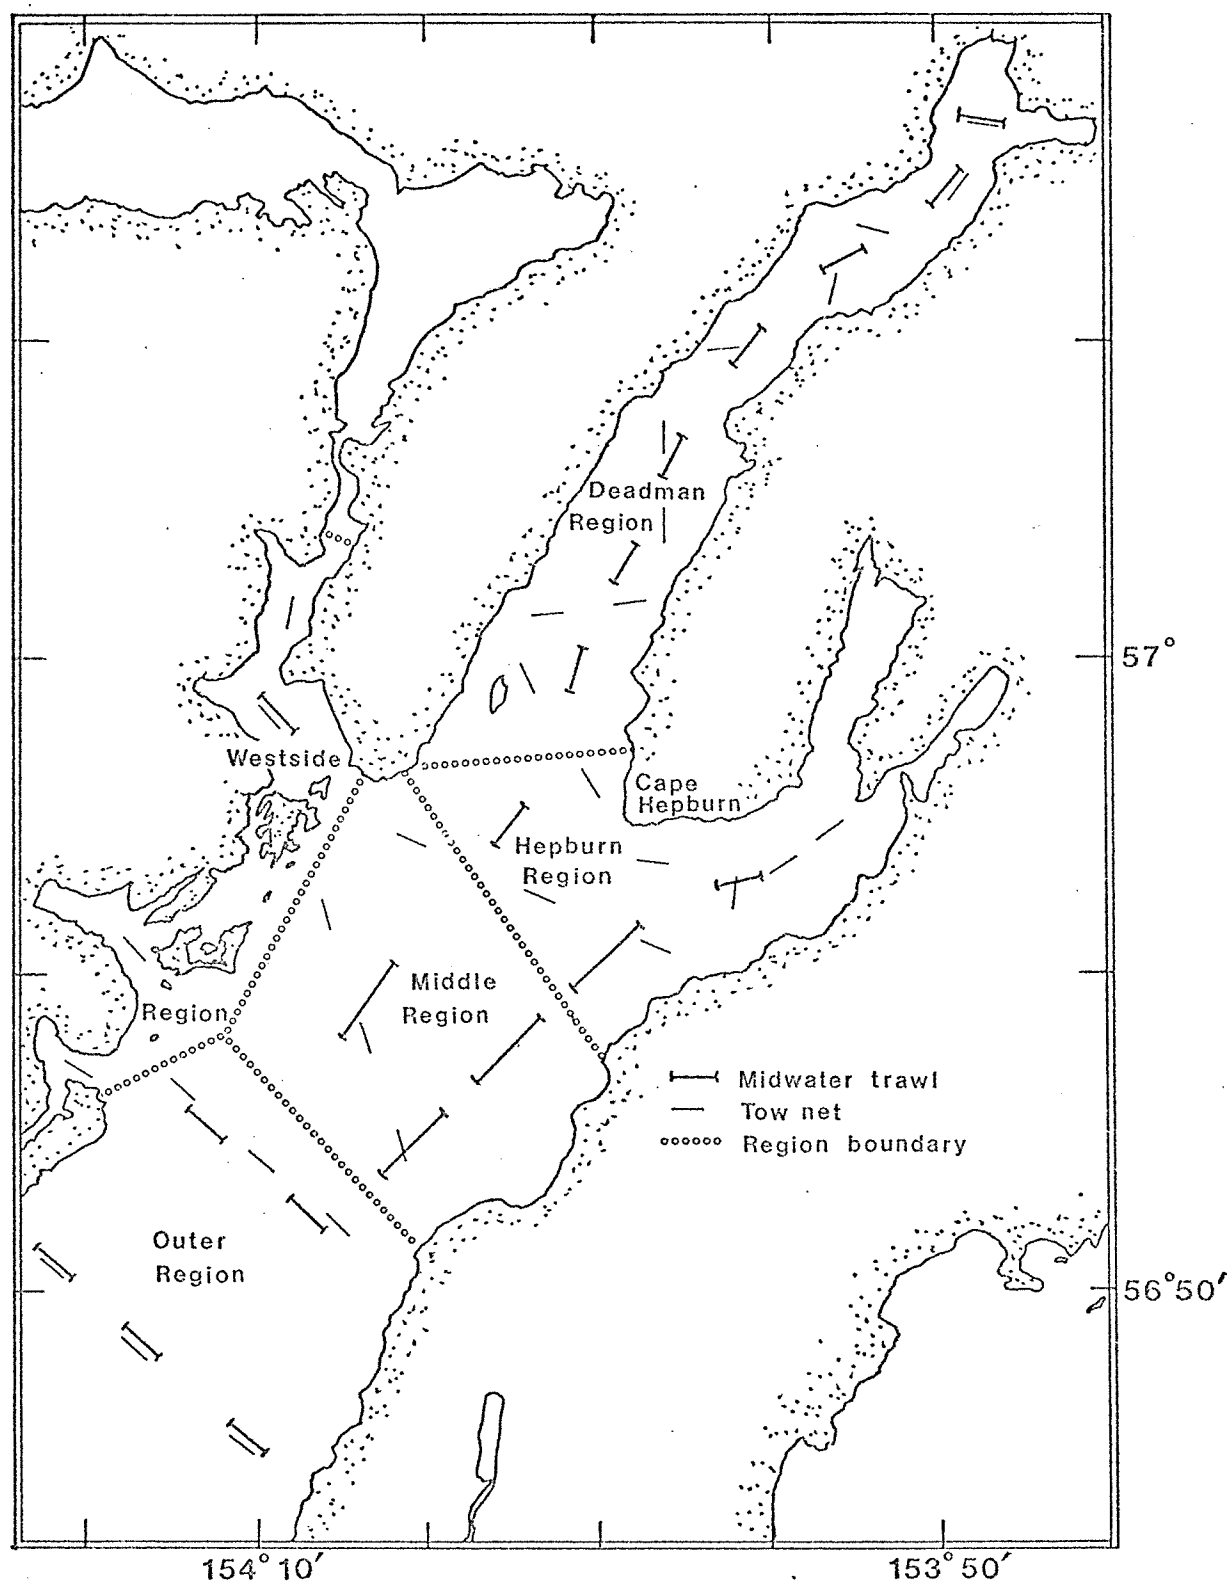 Deadman
Region
57°
Westside
Cape
Hepburn
Hepburn
Region
Middle
Region
Region
Midwater trawl
Tow net
Region boundary
Outer
Region
56°50'
154°10'
153°50'